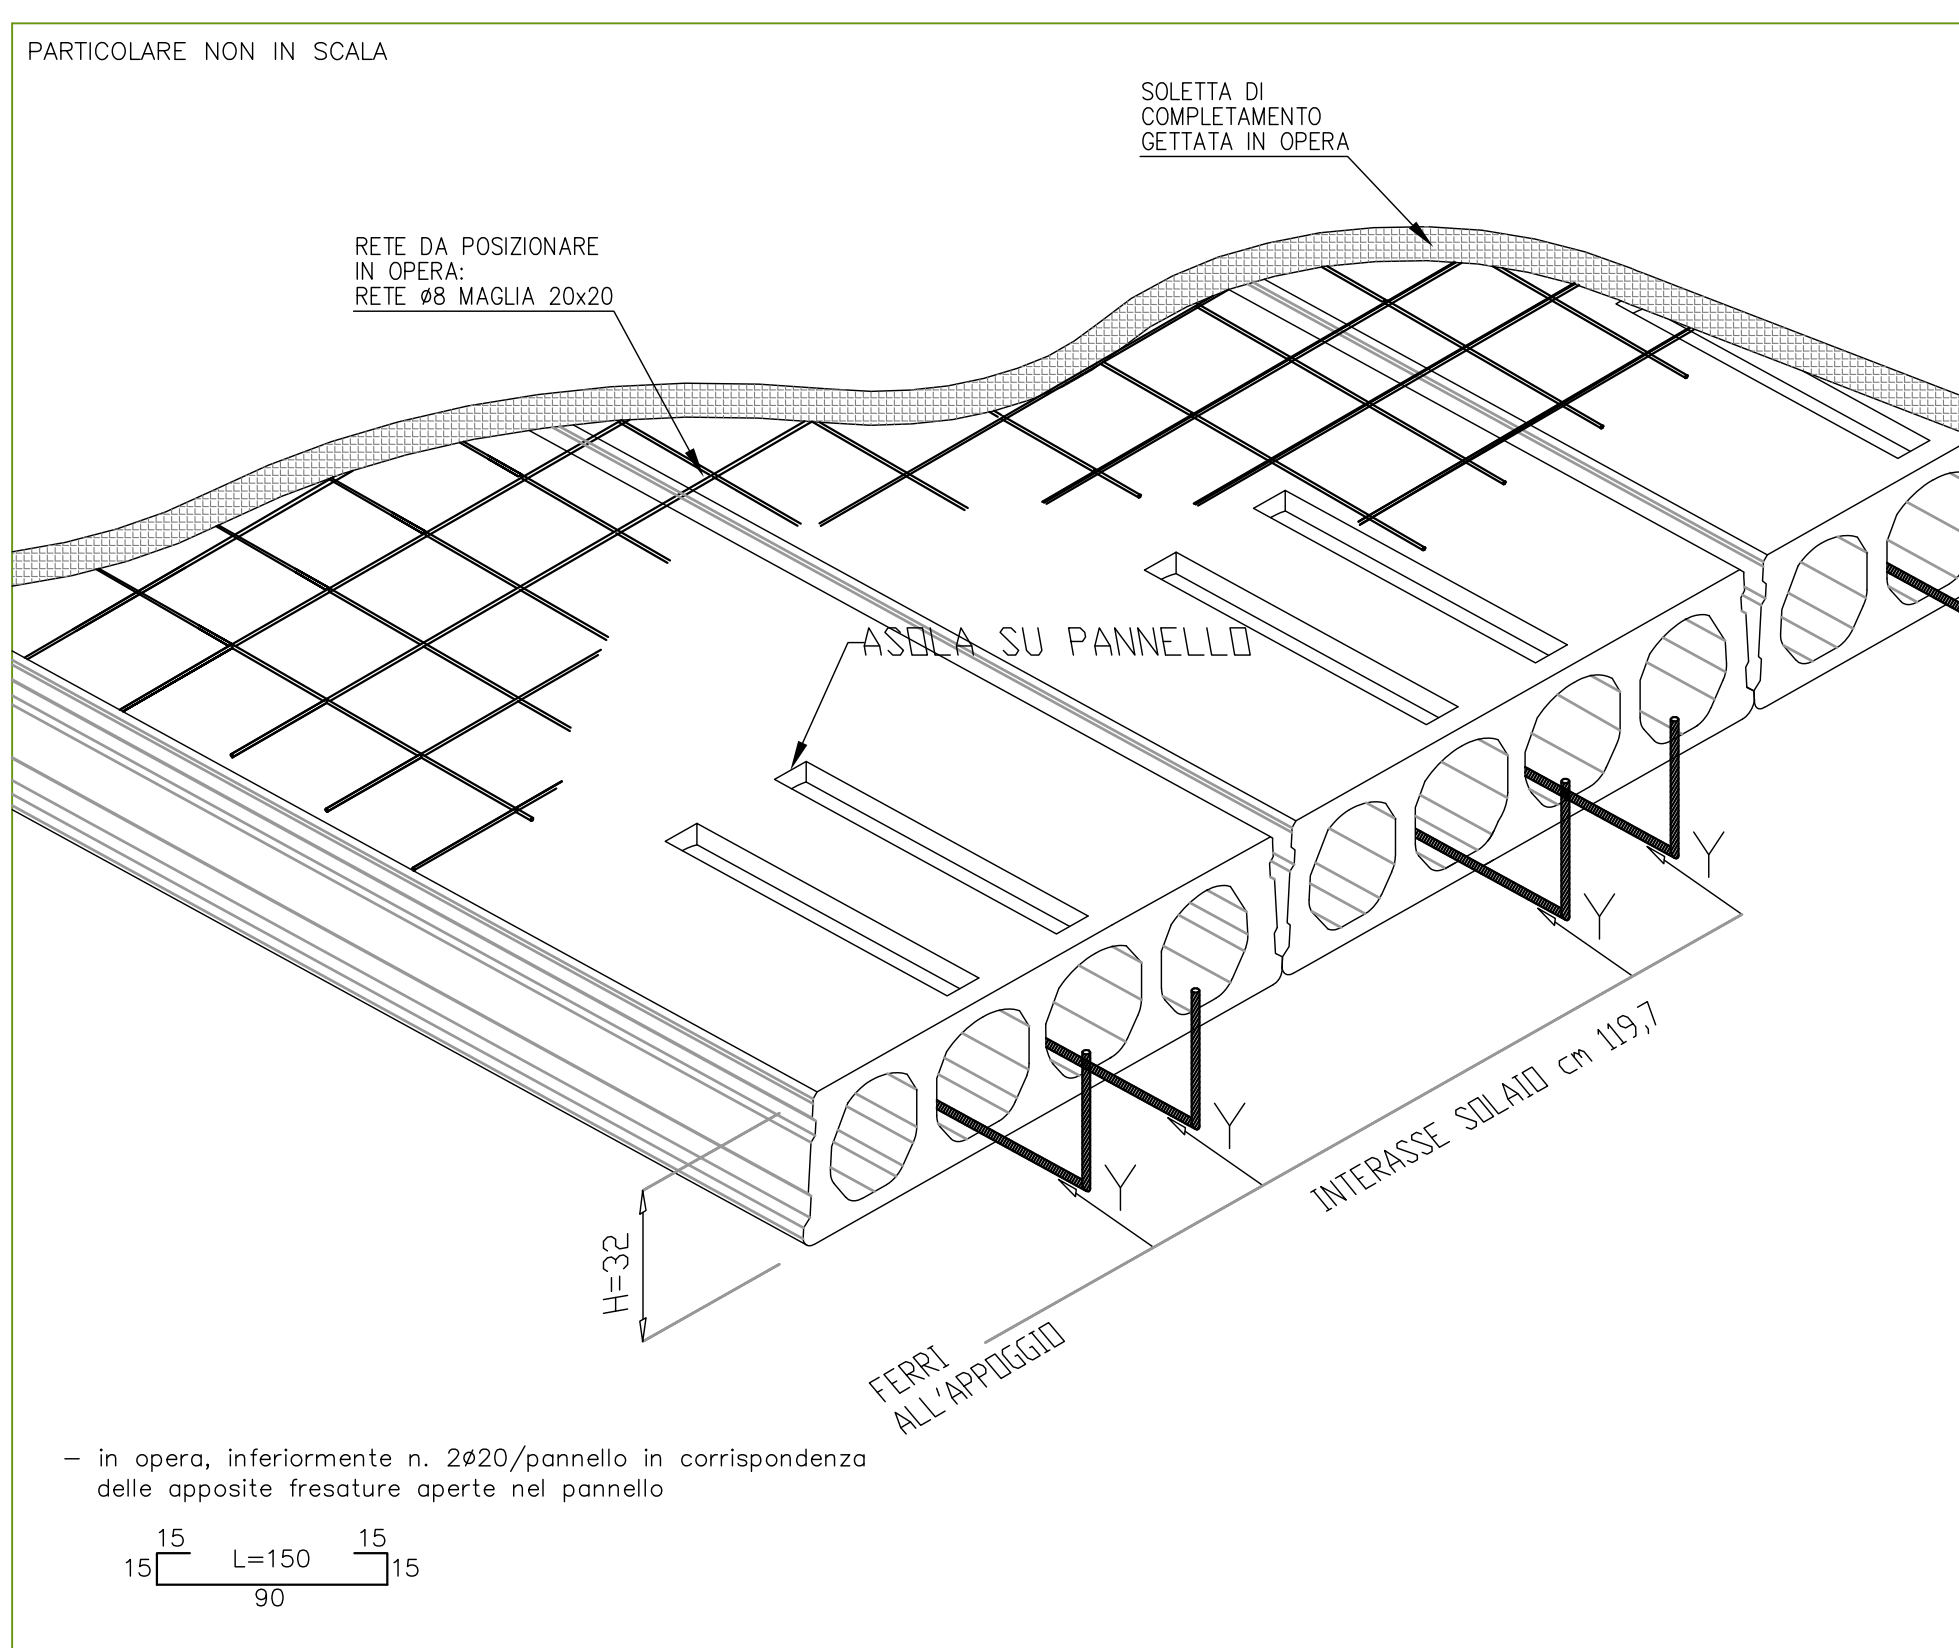 PARTICOLARE NON IN SCALA
SOLETTA DI
COMPLETAMENTO
GETTATA IN OPERA
RETE DA POSIZIONARE
IN OPERA:
RETE ø8 MAGLIA 20x20
ASOLA SU PANNELLO
Y
Y
Y
Y
INTERASSE SOLAIO cm 119,7
H=32
FERRI
ALL'APPOGGIO
– in opera, inferiormente n. 2ø20/pannello in corrispondenza
delle apposite fresature aperte nel pannello
15 15
15 L=150 15
90